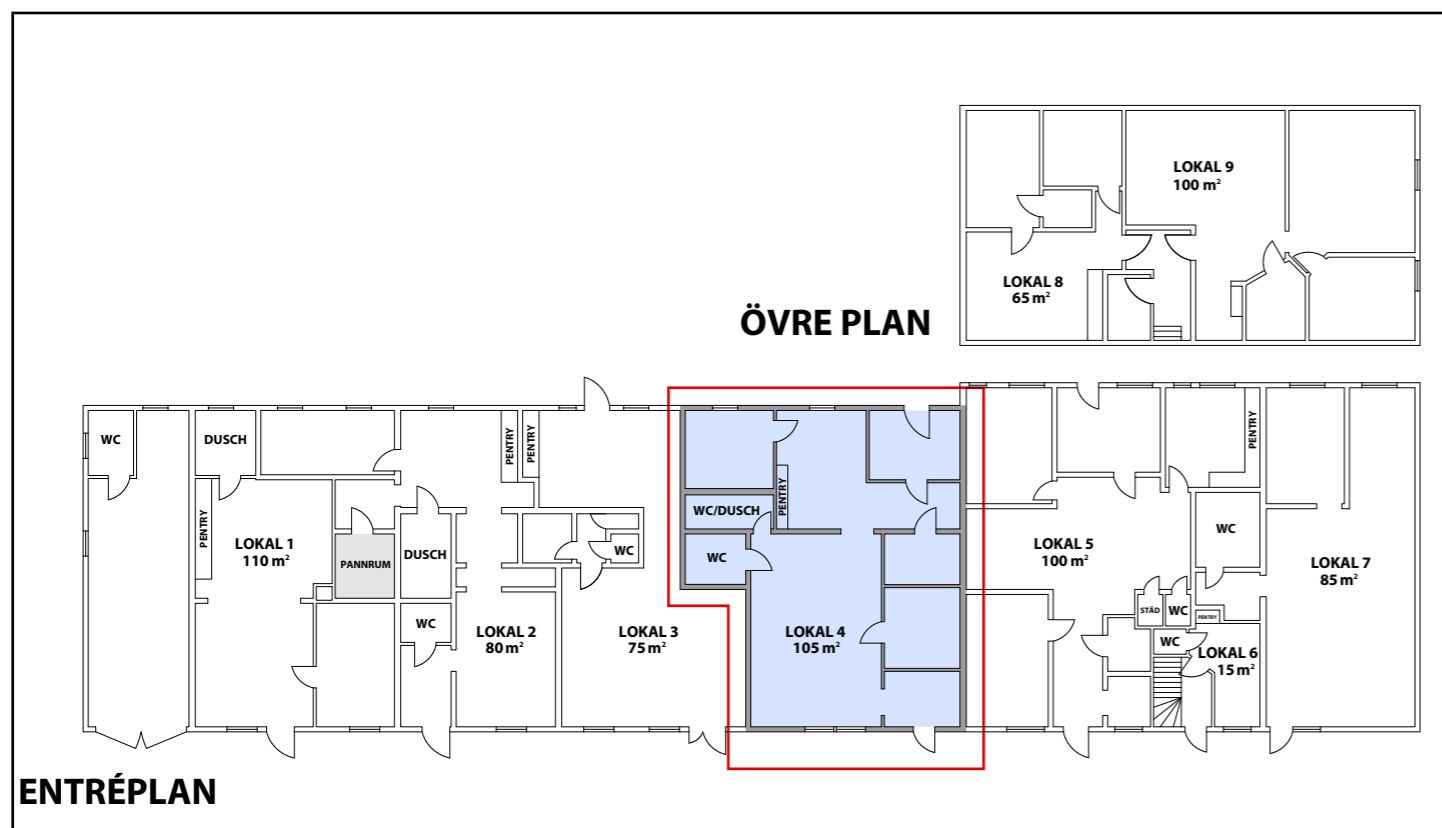 LOKAL 9
100 m²
LOKAL 8
65 m²
ÖVRE PLAN
WC
DUSCH
PENTRY
LOKAL 1
110 m²
PANNRUM
DUSCH
WC
PENTRY
PENTRY
LOKAL 2
80 m²
WC
LOKAL 3
75 m²
PENTRY
WC/DUSCH
WC
LOKAL 4
105 m²
LOKAL 5
100 m²
PENTRY
WC
STÄD
WC
PENTRY
WC
LOKAL 6
15 m²
LOKAL 7
85 m²
ENTRÉPLAN